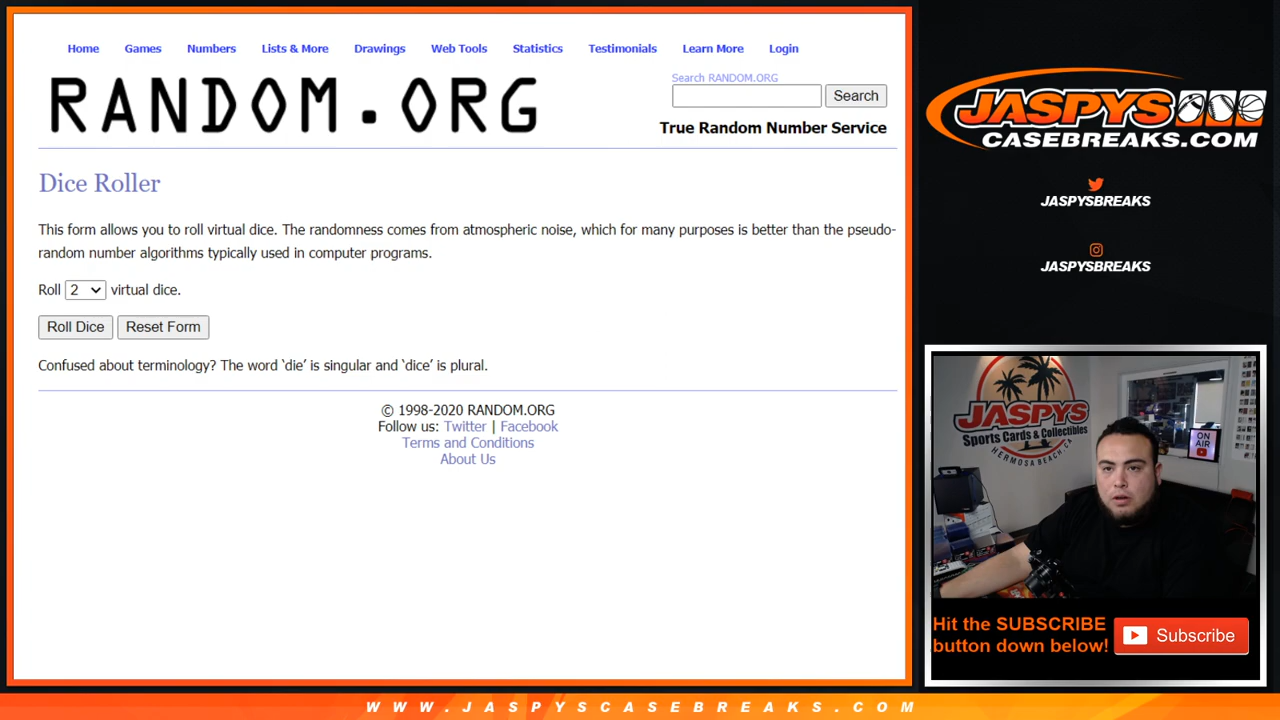 Home Games Numbers Lists & More Drawings Web Tools Statistics Testimonials Learn More Login
RANDOM.ORG
Search RANDOM.ORG
Search
True Random Number Service
Dice Roller
This form allows you to roll virtual dice. The randomness comes from atmospheric noise, which for many purposes is better than the pseudo-
random number algorithms typically used in computer programs.
Roll 2 virtual dice.
Roll Dice Reset Form
Confused about terminology? The word ‘die’ is singular and ‘dice’ is plural.
© 1998-2020 RANDOM.ORG
Follow us: Twitter | Facebook
Terms and Conditions
About Us
JASPYS
CASEBREAKS.COM
JASPYSBREAKS
JASPYSBREAKS
JASPYS
Sports Cards & Collectibles
HERMOSA BEACH, CA
ON
AIR
Hit the SUBSCRIBE
button down below!
Subscribe
WWW.JASPYSCASEBREAKS.COM